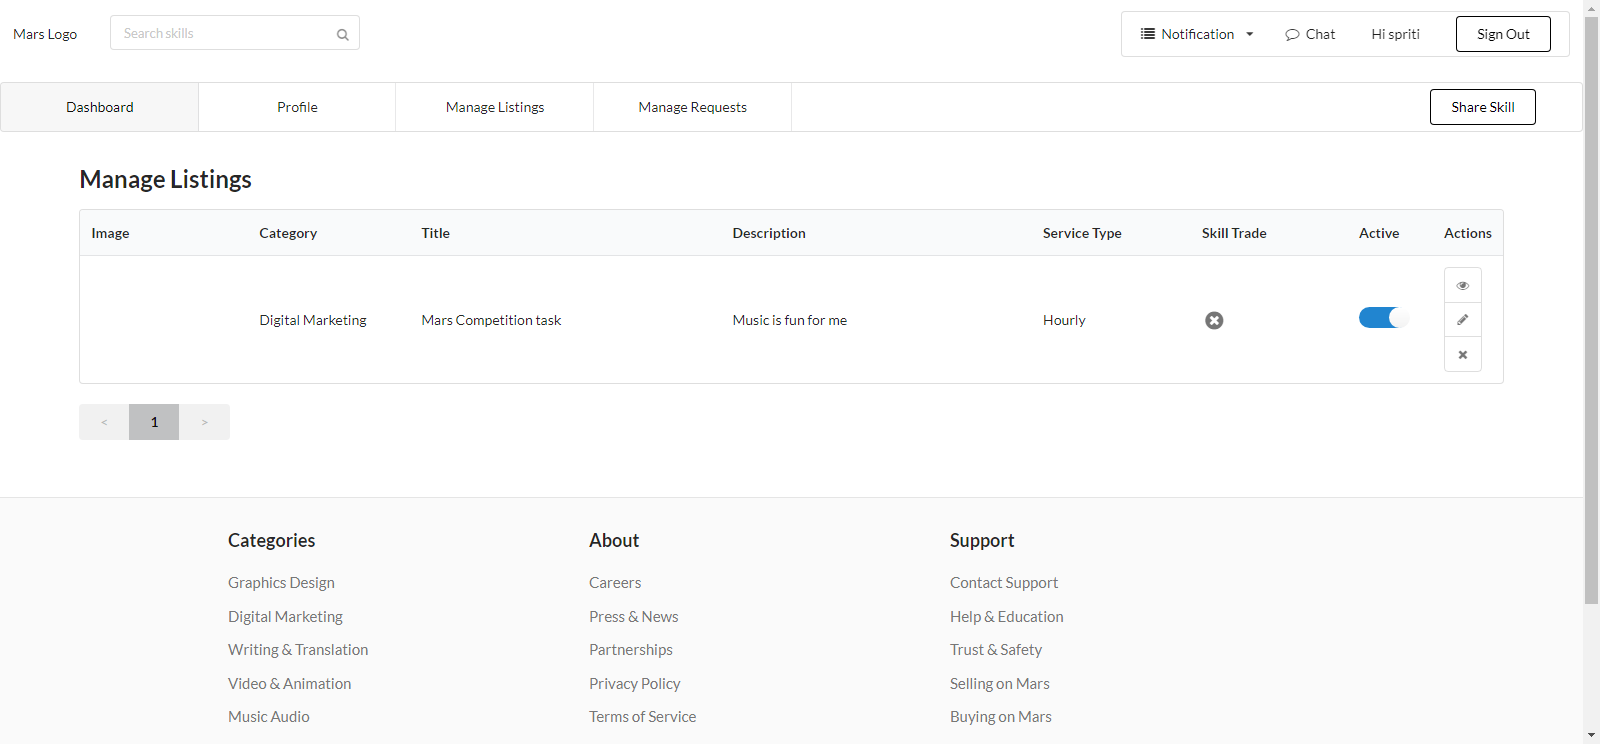 Mars Logo
Search skills
Notification
Chat
Hi spriti
Sign Out
Dashboard
Profile
Manage Listings
Manage Requests
Share Skill
Manage Listings
Image Category Title Description Service Type Skill Trade Active Actions
Digital Marketing Mars Competition task Music is fun for me Hourly
< 1 >
Categories
Graphics Design
Digital Marketing
Writing & Translation
Video & Animation
Music Audio
About
Careers
Press & News
Partnerships
Privacy Policy
Terms of Service
Support
Contact Support
Help & Education
Trust & Safety
Selling on Mars
Buying on Mars